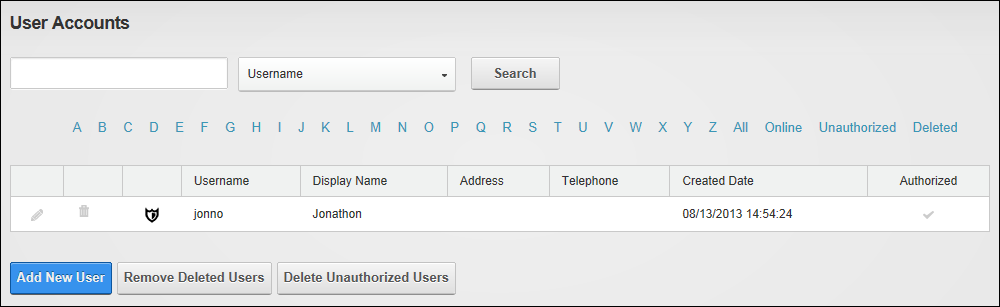 User Accounts
Username Search
A B C D E F G H I J K L M N O P Q R S T U V W X Y Z All Online Unauthorized Deleted
Username Display Name Address Telephone Created Date Authorized
jonno Jonathon 08/13/2013 14:54:24
Add New User Remove Deleted Users Delete Unauthorized Users